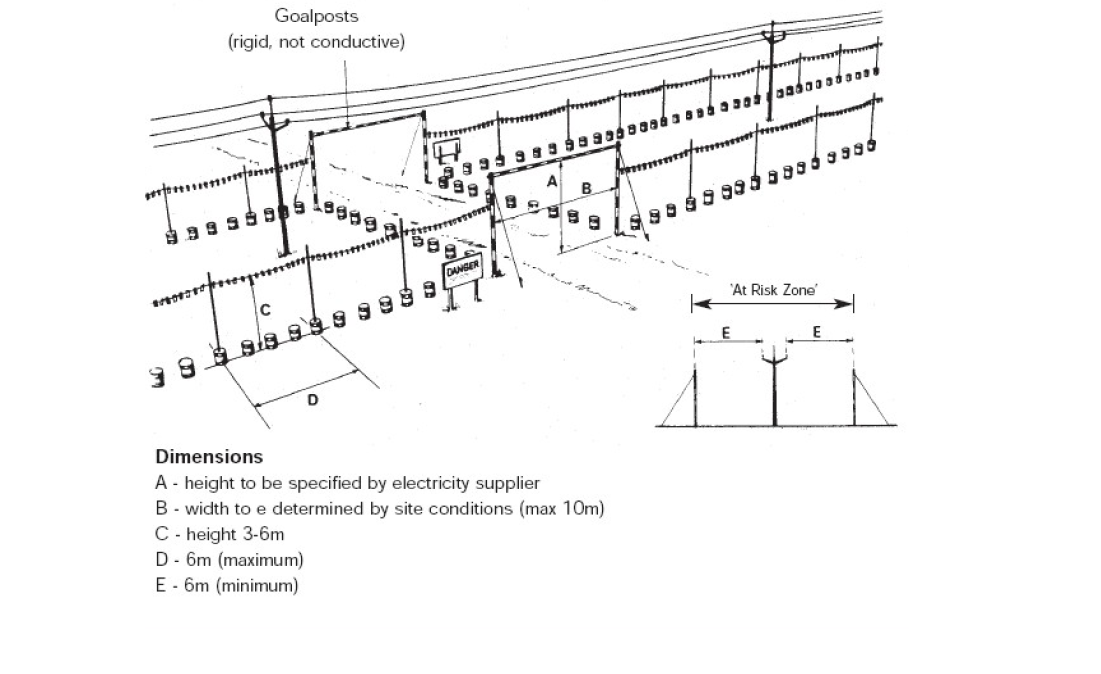 Goalposts
(rigid, not conductive)
A
B
DANGER
C
D
'At Risk Zone'
E
E
Dimensions
A - height to be specified by electricity supplier
B - width to e determined by site conditions (max 10m)
C - height 3-6m
D - 6m (maximum)
E - 6m (minimum)